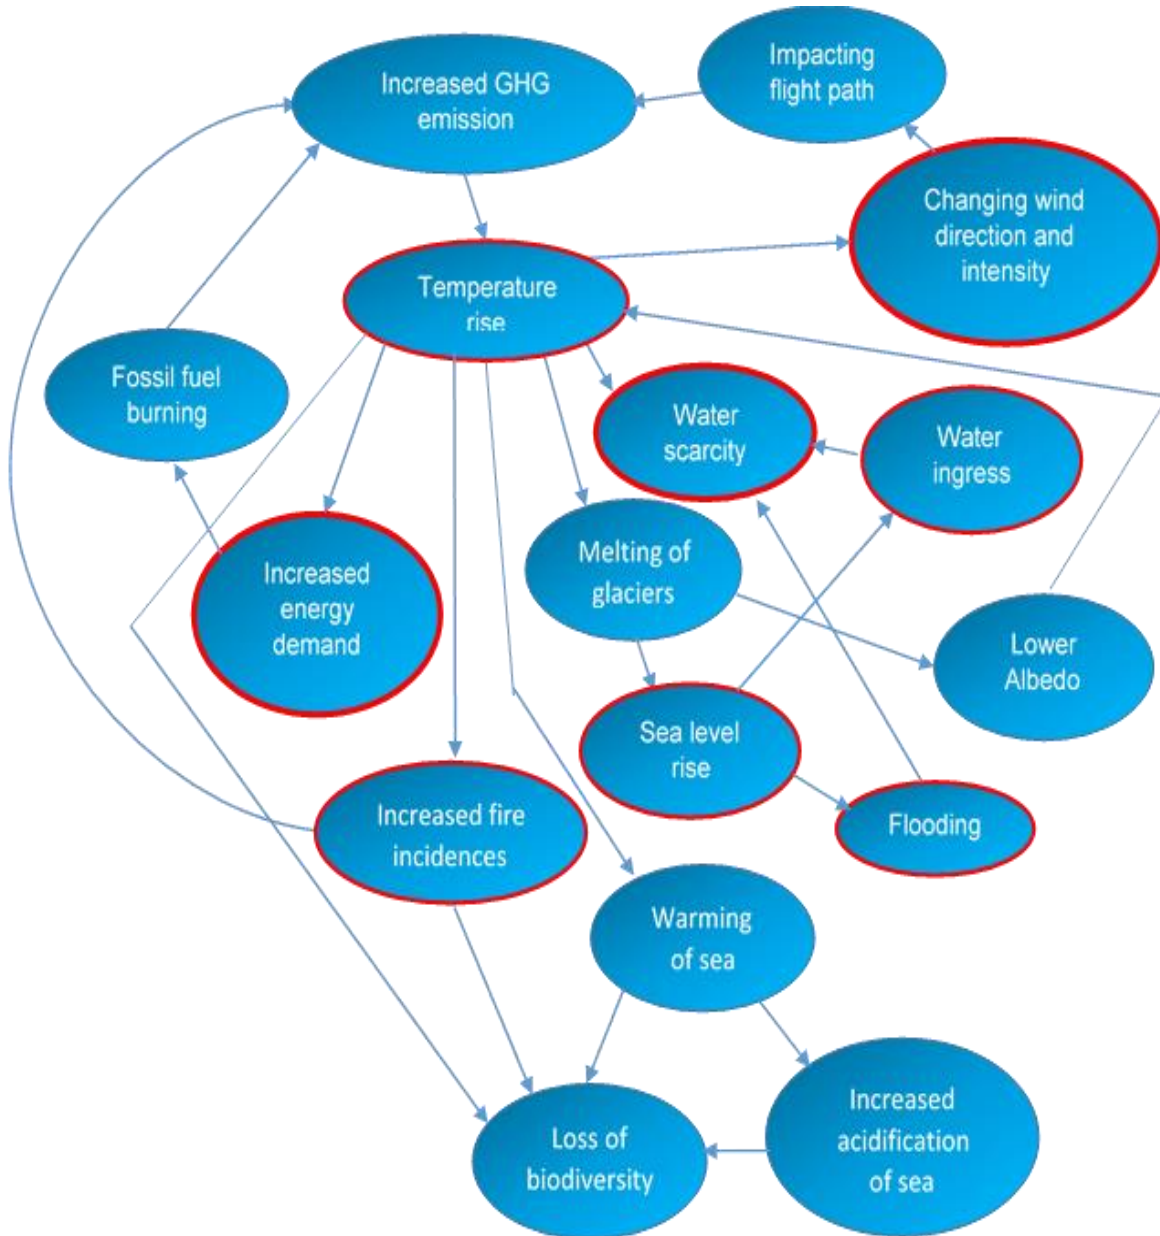 Increased GHG
emission
Impacting
flight path
Changing wind
direction and
intensity
Temperature
rise
Fossil fuel
burning
Water
scarcity
Water
ingress
Increased
energy
demand
Melting of
glaciers
Lower
Albedo
Sea level
rise
Increased fire
incidences
Flooding
Warming
of sea
Increased
acidification
of sea
Loss of
biodiversity